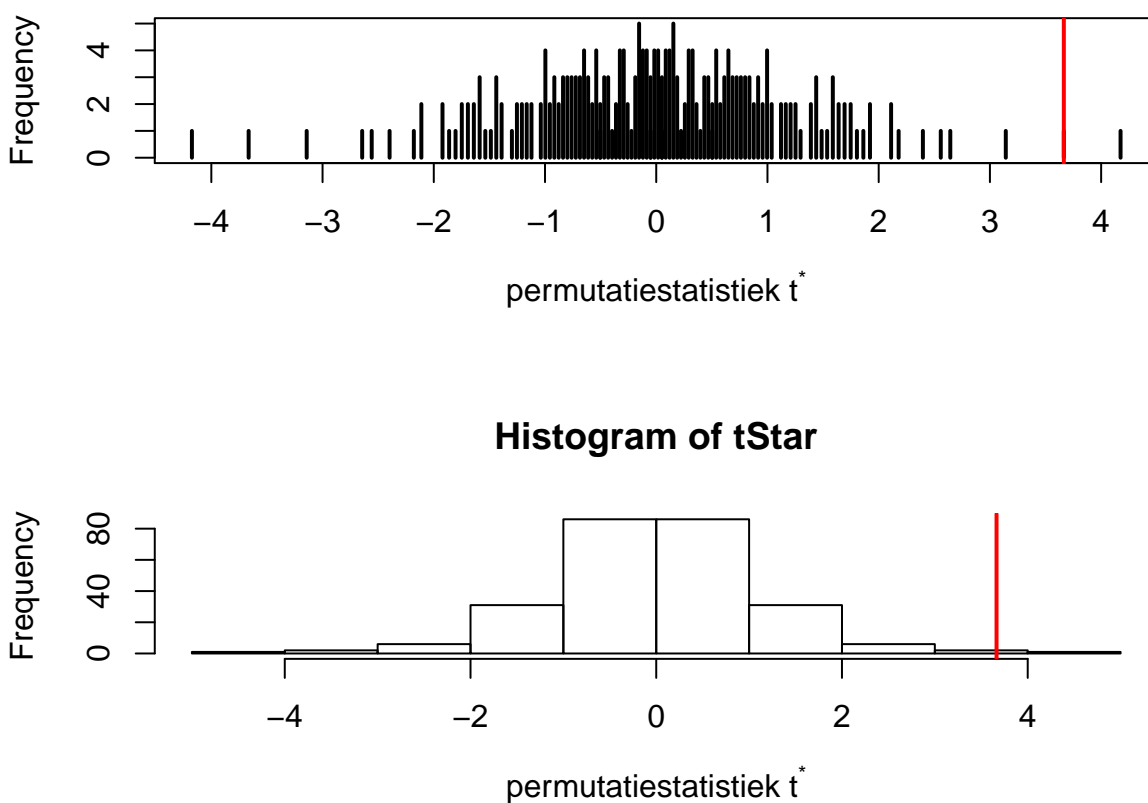 Frequency
4
2
0
−4 −3 −2 −1 0 1 2 3 4
permutatiestatistiek t*
Histogram of tStar
Frequency
80
40
0
−4 −2 0 2 4
permutatiestatistiek t*